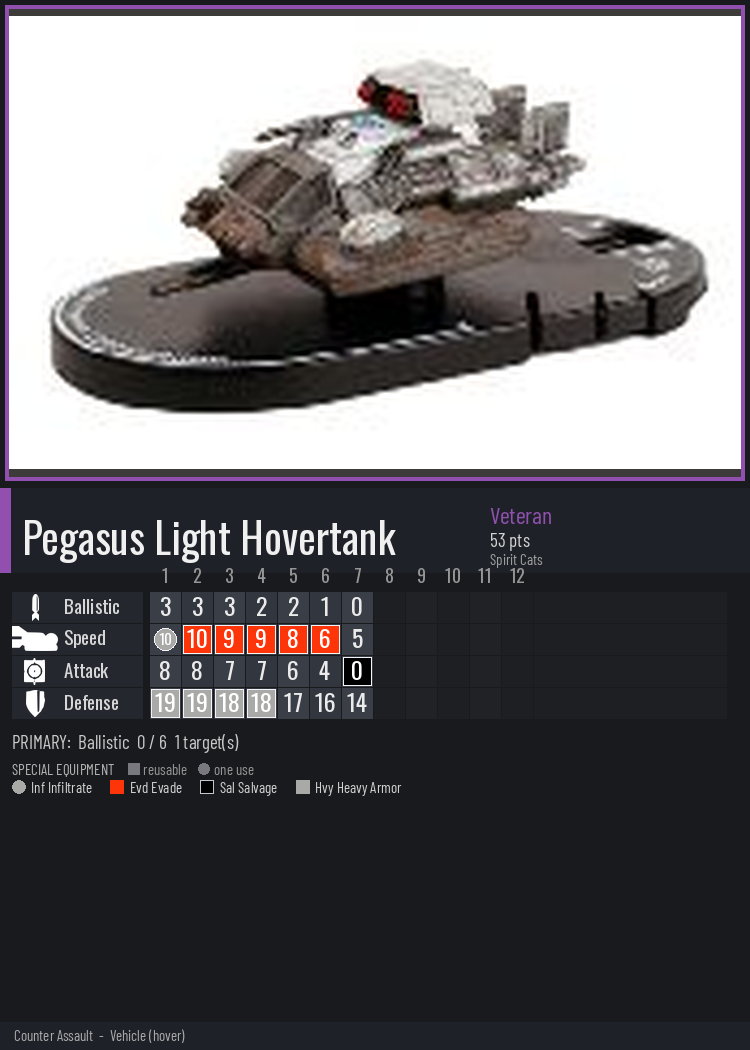 Pegasus Light Hovertank
Veteran
53 pts
Spirit Cats
1 2 3 4 5 6 7 8 9 10 11 12
Ballistic 3 3 3 2 2 1 0
Speed 10 10 9 9 8 6 5
Attack 8 8 7 7 6 4 0
Defense 19 19 18 18 17 16 14
PRIMARY: Ballistic 0 / 6 1 target(s)
SPECIAL EQUIPMENT reusable one use
Inf Infiltrate Evd Evade Sal Salvage Hvy Heavy Armor
Counter Assault - Vehicle (hover)